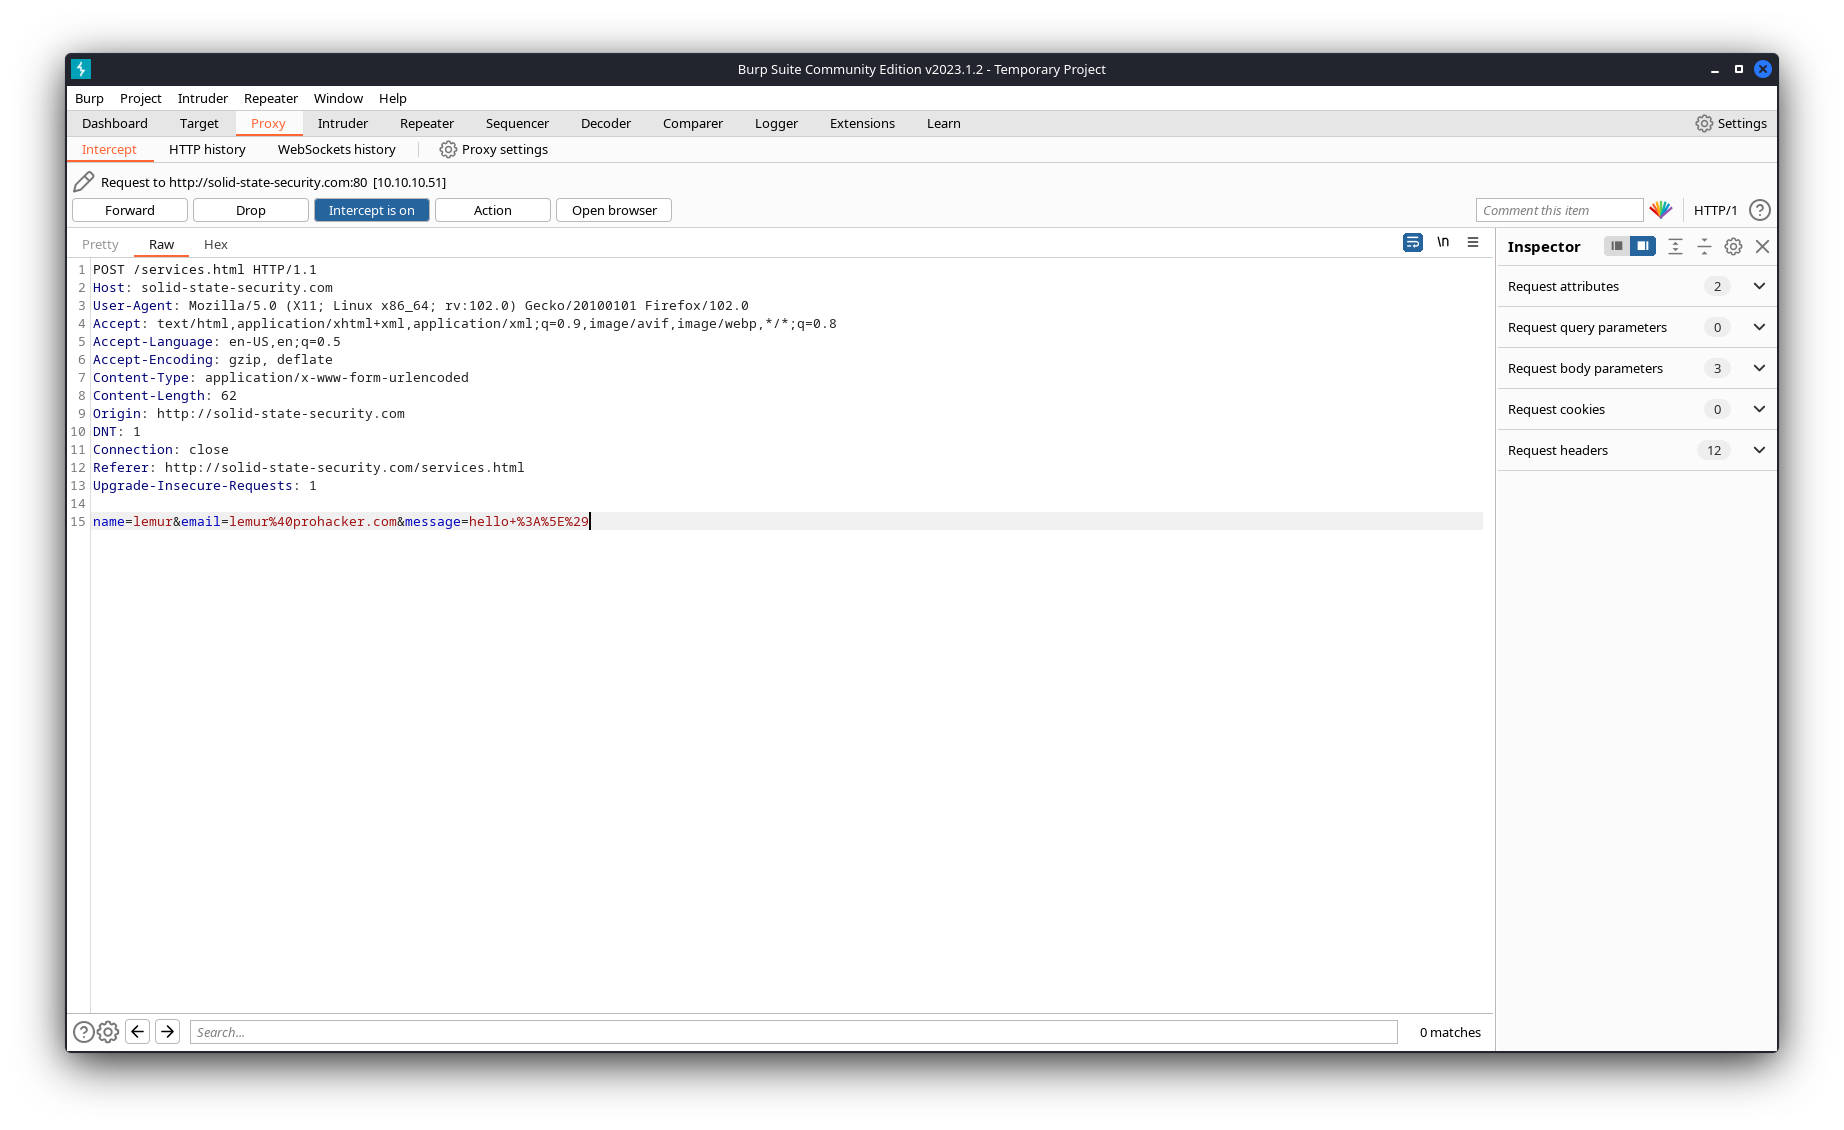 Burp Suite Community Edition v2023.1.2 - Temporary Project
Burp Project Intruder Repeater Window Help
Dashboard Target Proxy Intruder Repeater Sequencer Decoder Comparer Logger Extensions Learn Settings
Intercept HTTP history WebSockets history Proxy settings
Request to http://solid-state-security.com:80 [10.10.10.51]
Forward Drop Intercept is on Action Open browser Comment this item HTTP/1 ?
Pretty Raw Hex \n
1 POST /services.html HTTP/1.1
2 Host: solid-state-security.com
3 User-Agent: Mozilla/5.0 (X11; Linux x86_64; rv:102.0) Gecko/20100101 Firefox/102.0
4 Accept: text/html,application/xhtml+xml,application/xml;q=0.9,image/avif,image/webp,*/*;q=0.8
5 Accept-Language: en-US,en;q=0.5
6 Accept-Encoding: gzip, deflate
7 Content-Type: application/x-www-form-urlencoded
8 Content-Length: 62
9 Origin: http://solid-state-security.com
10 DNT: 1
11 Connection: close
12 Referer: http://solid-state-security.com/services.html
13 Upgrade-Insecure-Requests: 1
14
15 name=lemur&email=lemur%40prohacker.com&message=hello+%3A%5E%29
Inspector
Request attributes 2
Request query parameters 0
Request body parameters 3
Request cookies 0
Request headers 12
? Search... 0 matches